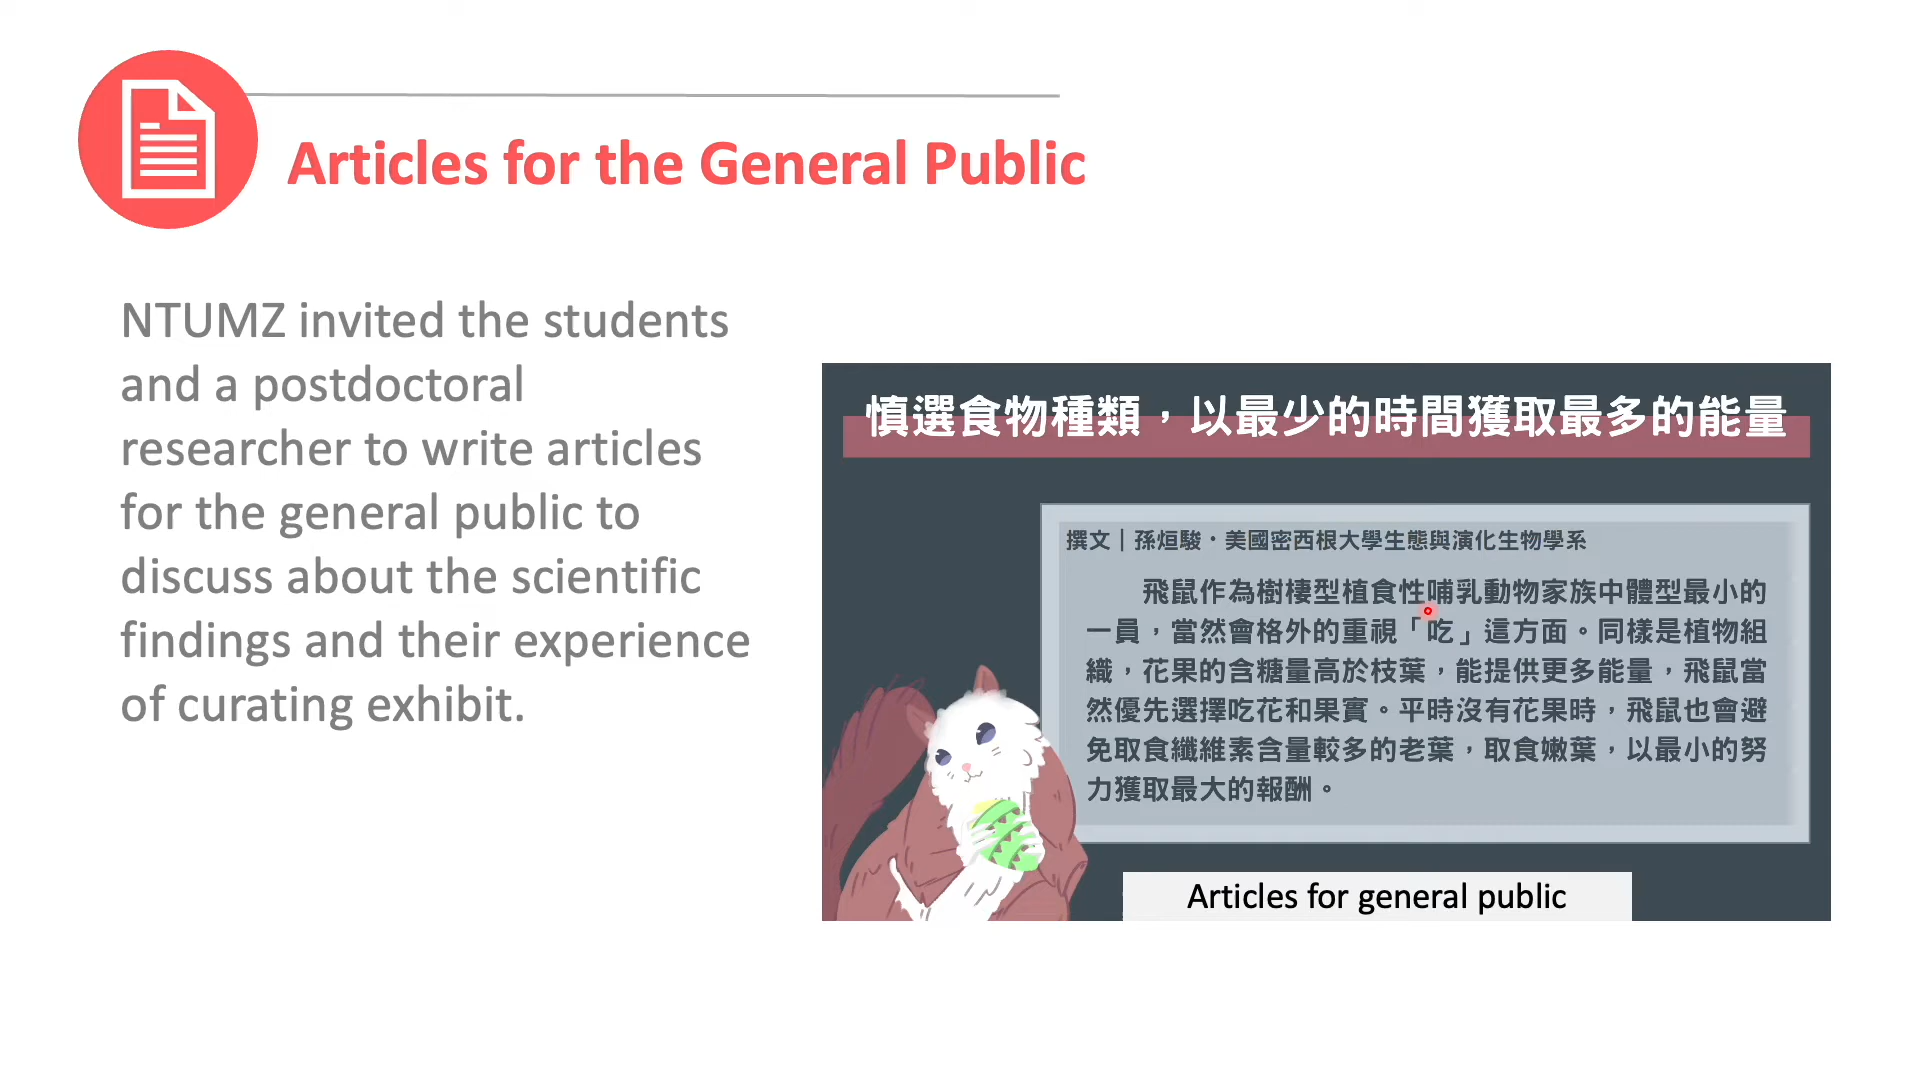 Articles for the General Public
NTUMZ invited the students
and a postdoctoral
researcher to write articles
for the general public to
discuss about the scientific
findings and their experience
of curating exhibit.
慎選食物種類，以最少的時間獲取最多的能量
撰文｜孫烜駿・美國密西根大學生態與演化生物學系
飛鼠作為樹棲型植食性哺乳動物家族中體型最小的
一員，當然會格外的重視「吃」這方面。同樣是植物組
織，花果的含糖量高於枝葉，能提供更多能量，飛鼠當
然優先選擇吃花和果實。平時沒有花果時，飛鼠也會避
免取食纖維素含量較多的老葉，取食嫩葉，以最小的努
力獲取最大的報酬。
Articles for general public